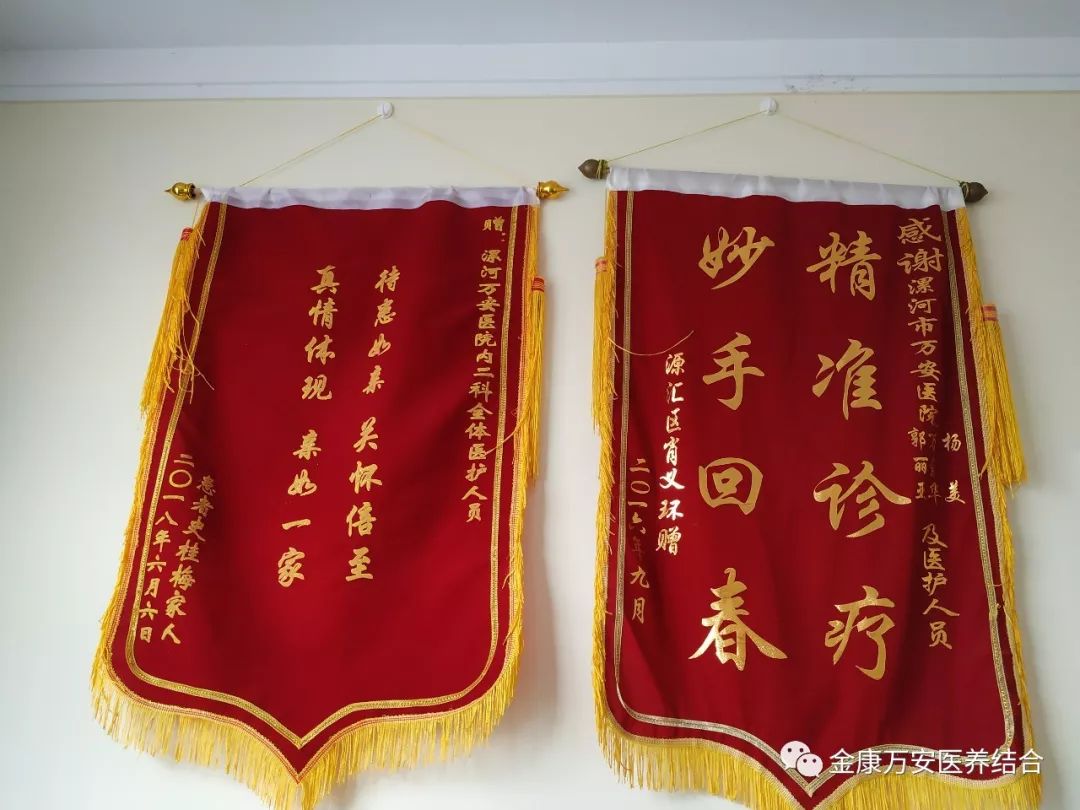 赠：漯河万安医院内二科全体医护人员
待患如亲 关怀倍至
真情体现 亲如一家
患者史桂梅家人
二〇一八年六月六日
感谢漯河市万安医院
杨美
郭丽
及医护人员
精准诊疗
妙手回春
源汇区肖义环赠
二〇一六年九月
金康万安医养结合